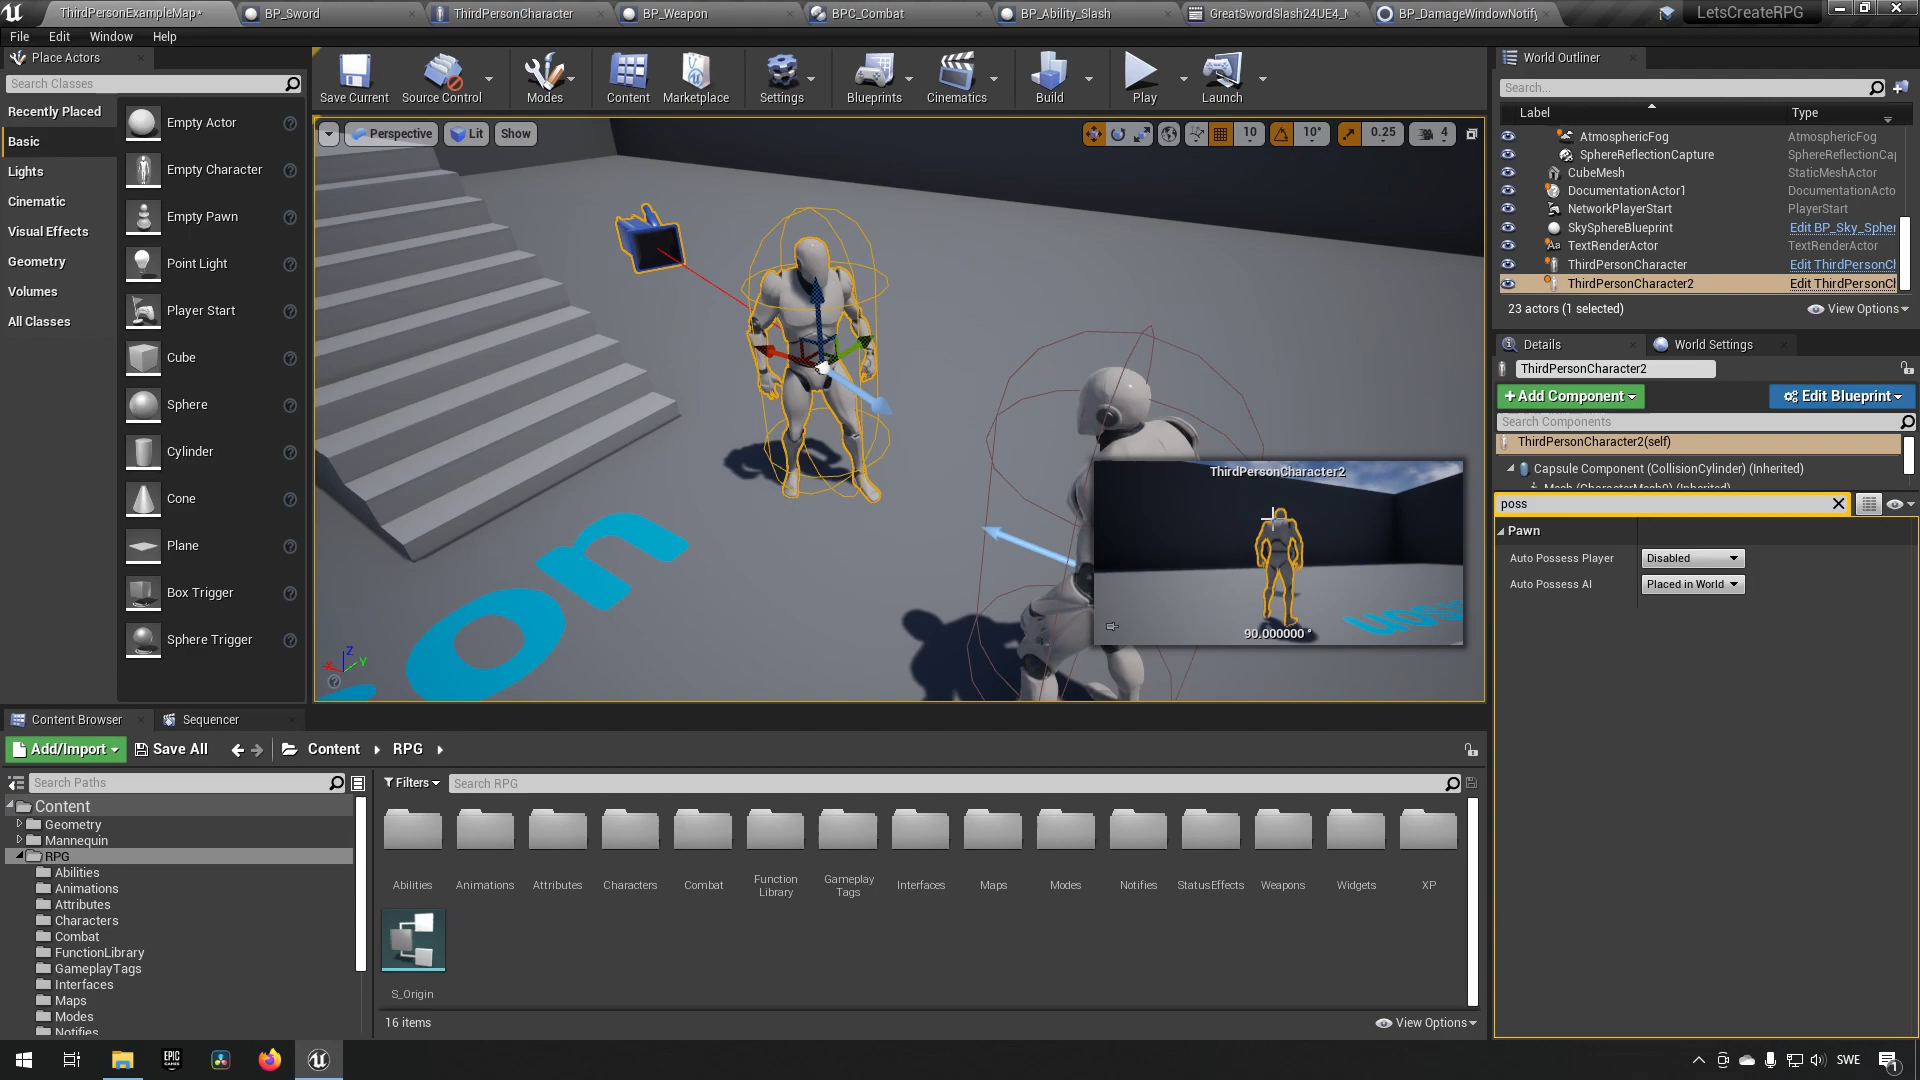 ThirdPersonExampleMap*
BP_Sword
ThirdPersonCharacter
BP_Weapon
BPC_Combat
BP_Ability_Slash
GreatSwordSlash24UE4_
BP_DamageWindowNotify
LetsCreateRPG
File
Edit
Window
Help
Place Actors
Search Classes
Recently Placed
Basic
Lights
Cinematic
Visual Effects
Geometry
Volumes
All Classes
Empty Actor
Empty Character
Empty Pawn
Point Light
Player Start
Cube
Sphere
Cylinder
Cone
Plane
Box Trigger
Sphere Trigger
Save Current
Source Control
Modes
Content
Marketplace
Settings
Blueprints
Cinematics
Build
Play
Launch
Perspective
Lit
Show
10
10°
0.25
4
on
X
Y
Z
ThirdPersonCharacter2
90.000000 °
World Outliner
Search...
Label
Type
AtmosphericFog
AtmosphericFog
SphereReflectionCapture
SphereReflectionCap
CubeMesh
StaticMeshActor
DocumentationActor1
DocumentationActo
NetworkPlayerStart
PlayerStart
SkySphereBlueprint
Edit BP_Sky_Spher
TextRenderActor
TextRenderActor
ThirdPersonCharacter
Edit ThirdPersonCl
ThirdPersonCharacter2
Edit ThirdPersonCl
23 actors (1 selected)
View Options
Details
World Settings
ThirdPersonCharacter2
+Add Component
Edit Blueprint
Search Components
ThirdPersonCharacter2(self)
Capsule Component (CollisionCylinder) (Inherited)
Mesh (CharacterMesh0) (Inherited)
poss
Pawn
Auto Possess Player
Disabled
Auto Possess AI
Placed in World
Content Browser
Sequencer
Add/Import
Save All
Content
RPG
Search Paths
Content
Geometry
Mannequin
RPG
Abilities
Animations
Attributes
Characters
Combat
FunctionLibrary
GameplayTags
Interfaces
Maps
Modes
Notifies
Filters
Search RPG
Abilities
Animations
Attributes
Characters
Combat
Function
Library
Gameplay
Tags
Interfaces
Maps
Modes
Notifies
StatusEffects
Weapons
Widgets
XP
S_Origin
16 items
View Options
EPIC
GAMES
SWE
1